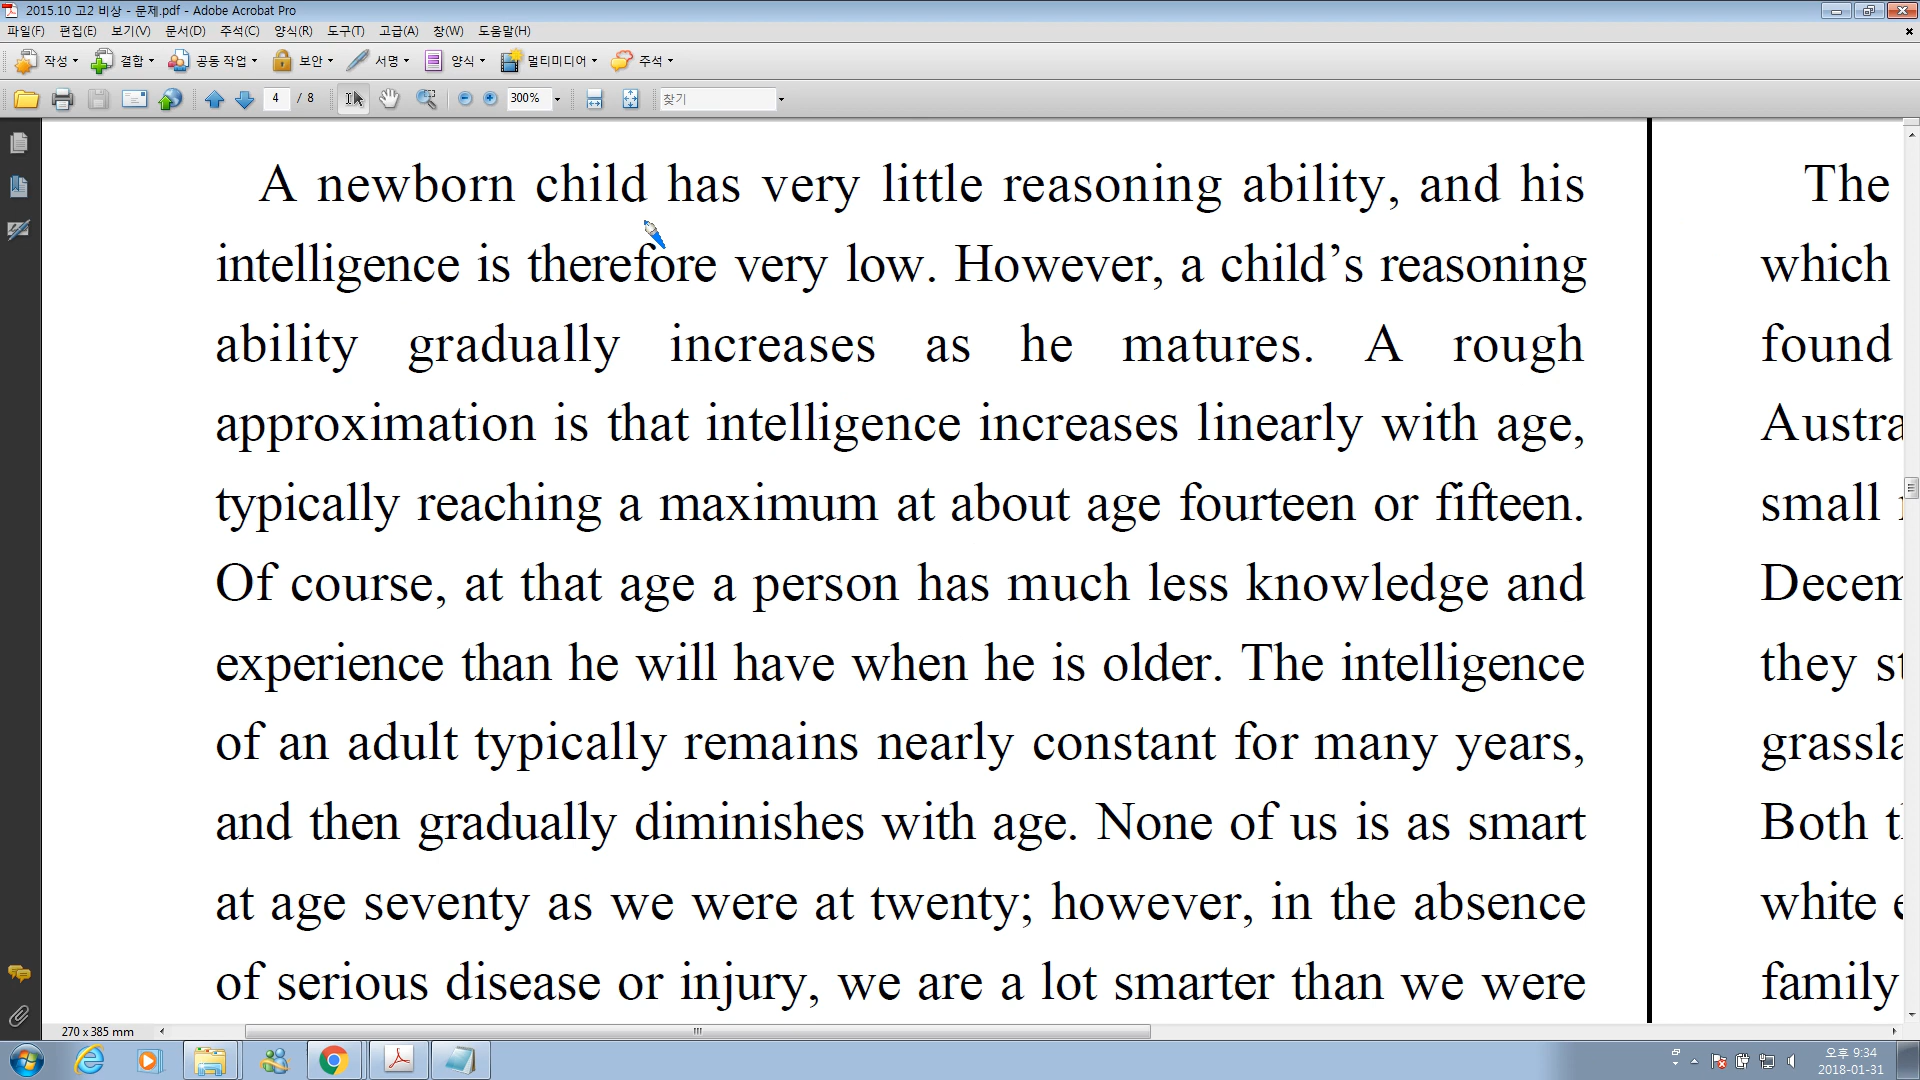 2015.10 고2 비상 - 문제.pdf - Adobe Acrobat Pro
파일(F) 편집(E) 보기(V) 문서(D) 주석(C) 양식(R) 도구(T) 고급(A) 창(W) 도움말(H)
작성 결합 공동 작업 보안 서명 양식 멀티미디어 주석
4 / 8 300% 찾기
A newborn child has very little reasoning ability, and his
intelligence is therefore very low. However, a child’s reasoning
ability gradually increases as he matures. A rough
approximation is that intelligence increases linearly with age,
typically reaching a maximum at about age fourteen or fifteen.
Of course, at that age a person has much less knowledge and
experience than he will have when he is older. The intelligence
of an adult typically remains nearly constant for many years,
and then gradually diminishes with age. None of us is as smart
at age seventy as we were at twenty; however, in the absence
of serious disease or injury, we are a lot smarter than we were
The
which
found
Austra
small
Decem
they st
grassla
Both t
white
family
270 x 385 mm
오후 9:34
2018-01-31